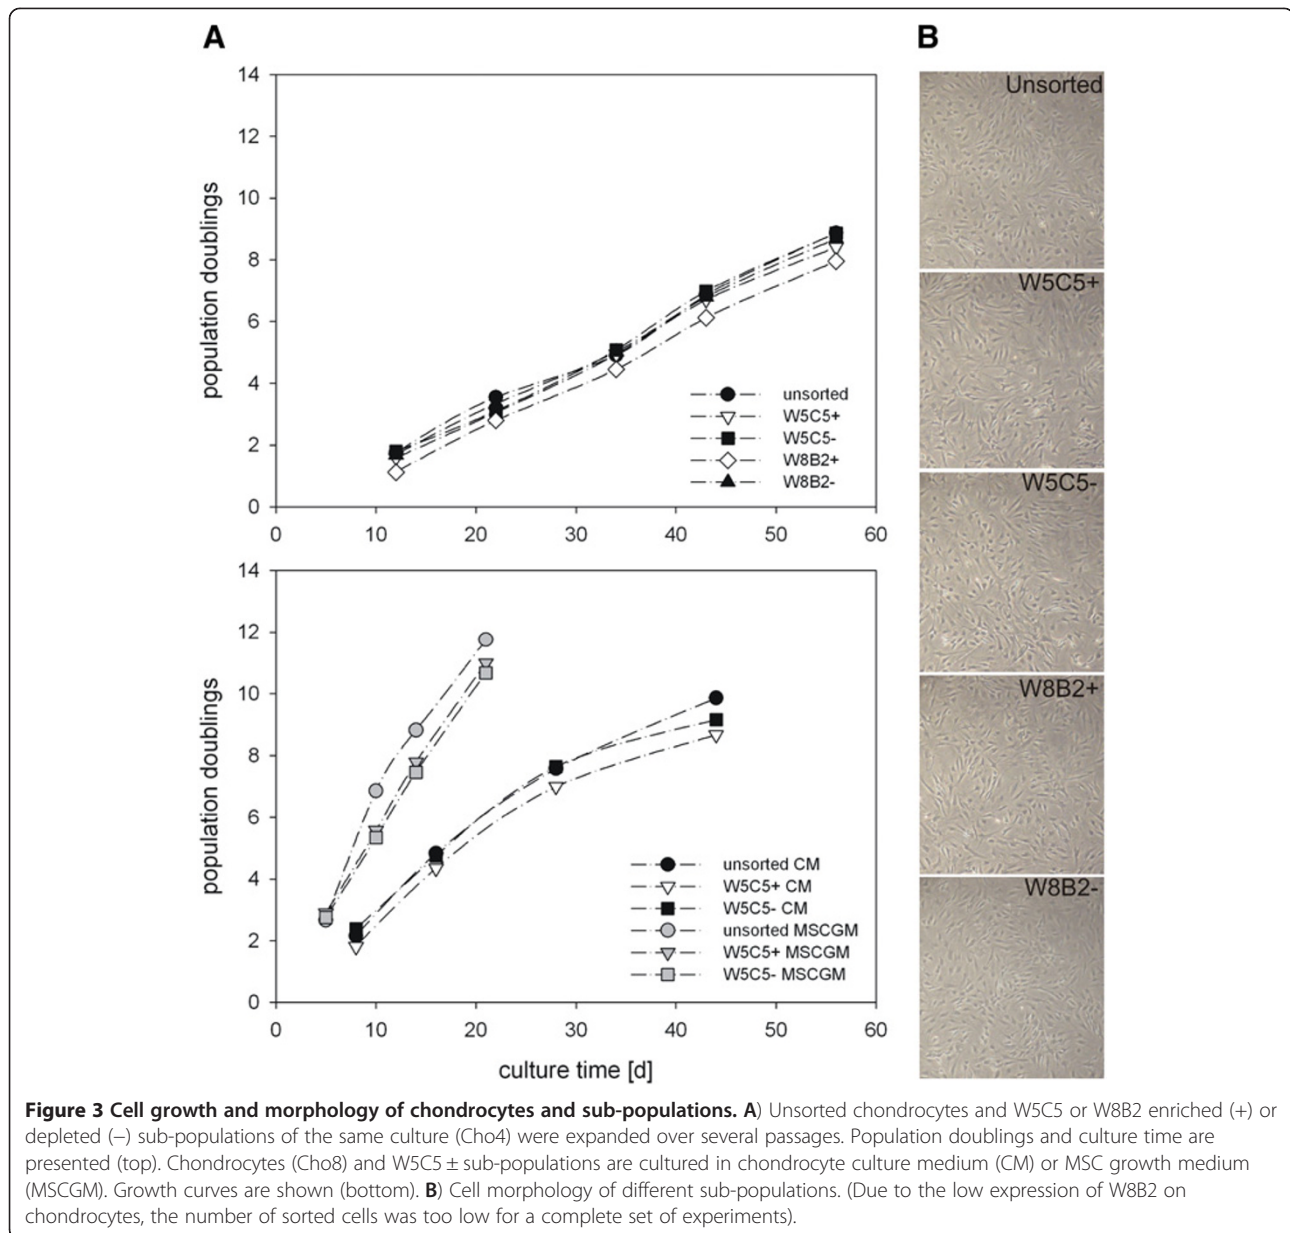 A
B
14
12
10
8
6
4
2
0
population doublings
unsorted
W5C5+
W5C5-
W8B2+
W8B2-
0 10 20 30 40 50 60
14
12
10
8
6
4
2
0
population doublings
unsorted CM
W5C5+ CM
W5C5- CM
unsorted MSCGM
W5C5+ MSCGM
W5C5- MSCGM
0 10 20 30 40 50 60
culture time [d]
Unsorted
W5C5+
W5C5-
W8B2+
W8B2-
Figure 3 Cell growth and morphology of chondrocytes and sub-populations. A) Unsorted chondrocytes and W5C5 or W8B2 enriched (+) or
depleted (−) sub-populations of the same culture (Cho4) were expanded over several passages. Population doublings and culture time are
presented (top). Chondrocytes (Cho8) and W5C5 ± sub-populations are cultured in chondrocyte culture medium (CM) or MSC growth medium
(MSCGM). Growth curves are shown (bottom). B) Cell morphology of different sub-populations. (Due to the low expression of W8B2 on
chondrocytes, the number of sorted cells was too low for a complete set of experiments).